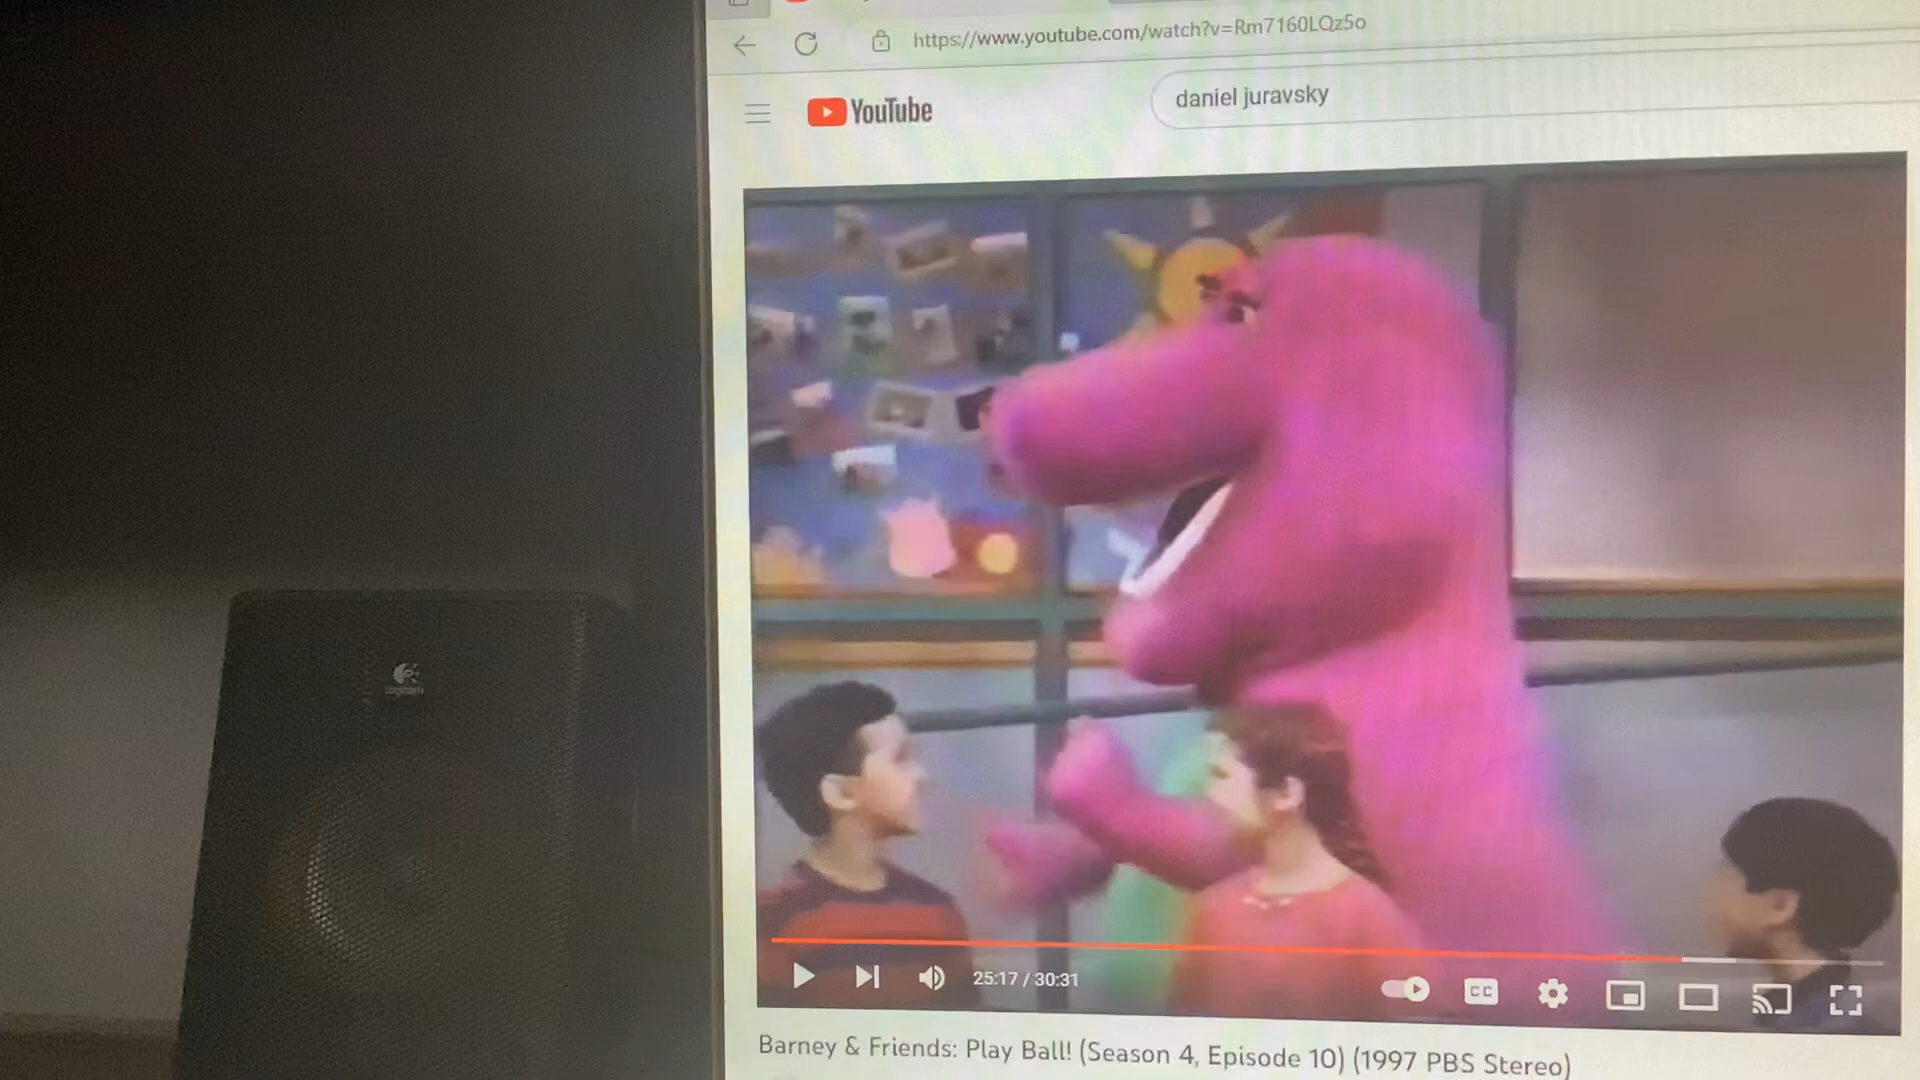 https://www.youtube.com/watch?v=Rm7160LQz5o
YouTube
daniel juravsky
25:17 / 30:31
CC
Barney & Friends: Play Ball! (Season 4, Episode 10) (1997 PBS Stereo)